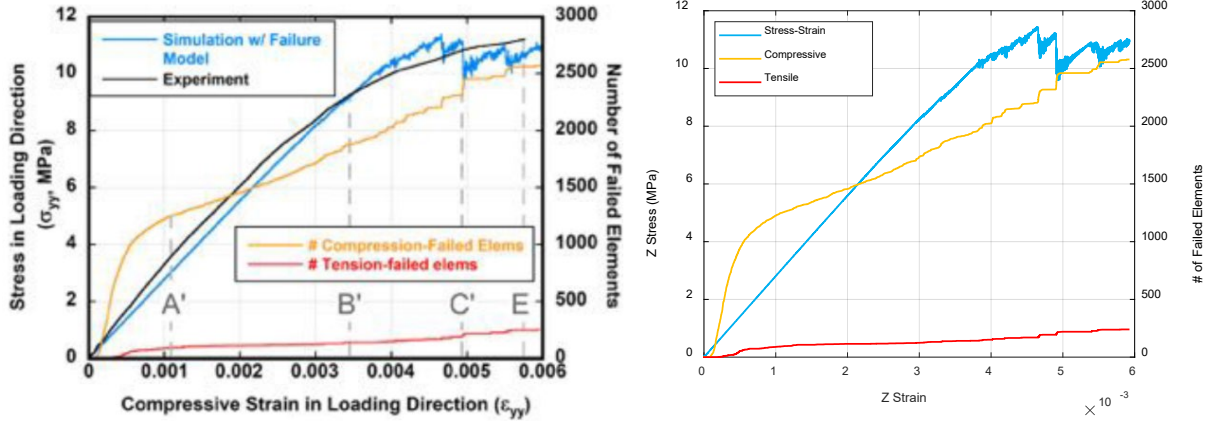 12
10
8
6
4
2
0
Stress in Loading Direction
(σyy, MPa)
Simulation w/ Failure
Model
Experiment
# Compression-Failed Elems
# Tension-failed elems
A' B' C' E
3000
2500
2000
1500
1000
500
0
Number of Failed Elements
0 0.001 0.002 0.003 0.004 0.005 0.006
Compressive Strain in Loading Direction (εyy)
12
10
8
6
4
2
0
Z Stress (MPa)
Stress-Strain
Compressive
Tensile
3000
2500
2000
1500
1000
500
0
# of Failed Elements
0 1 2 3 4 5 6
Z Strain
× 10 -3